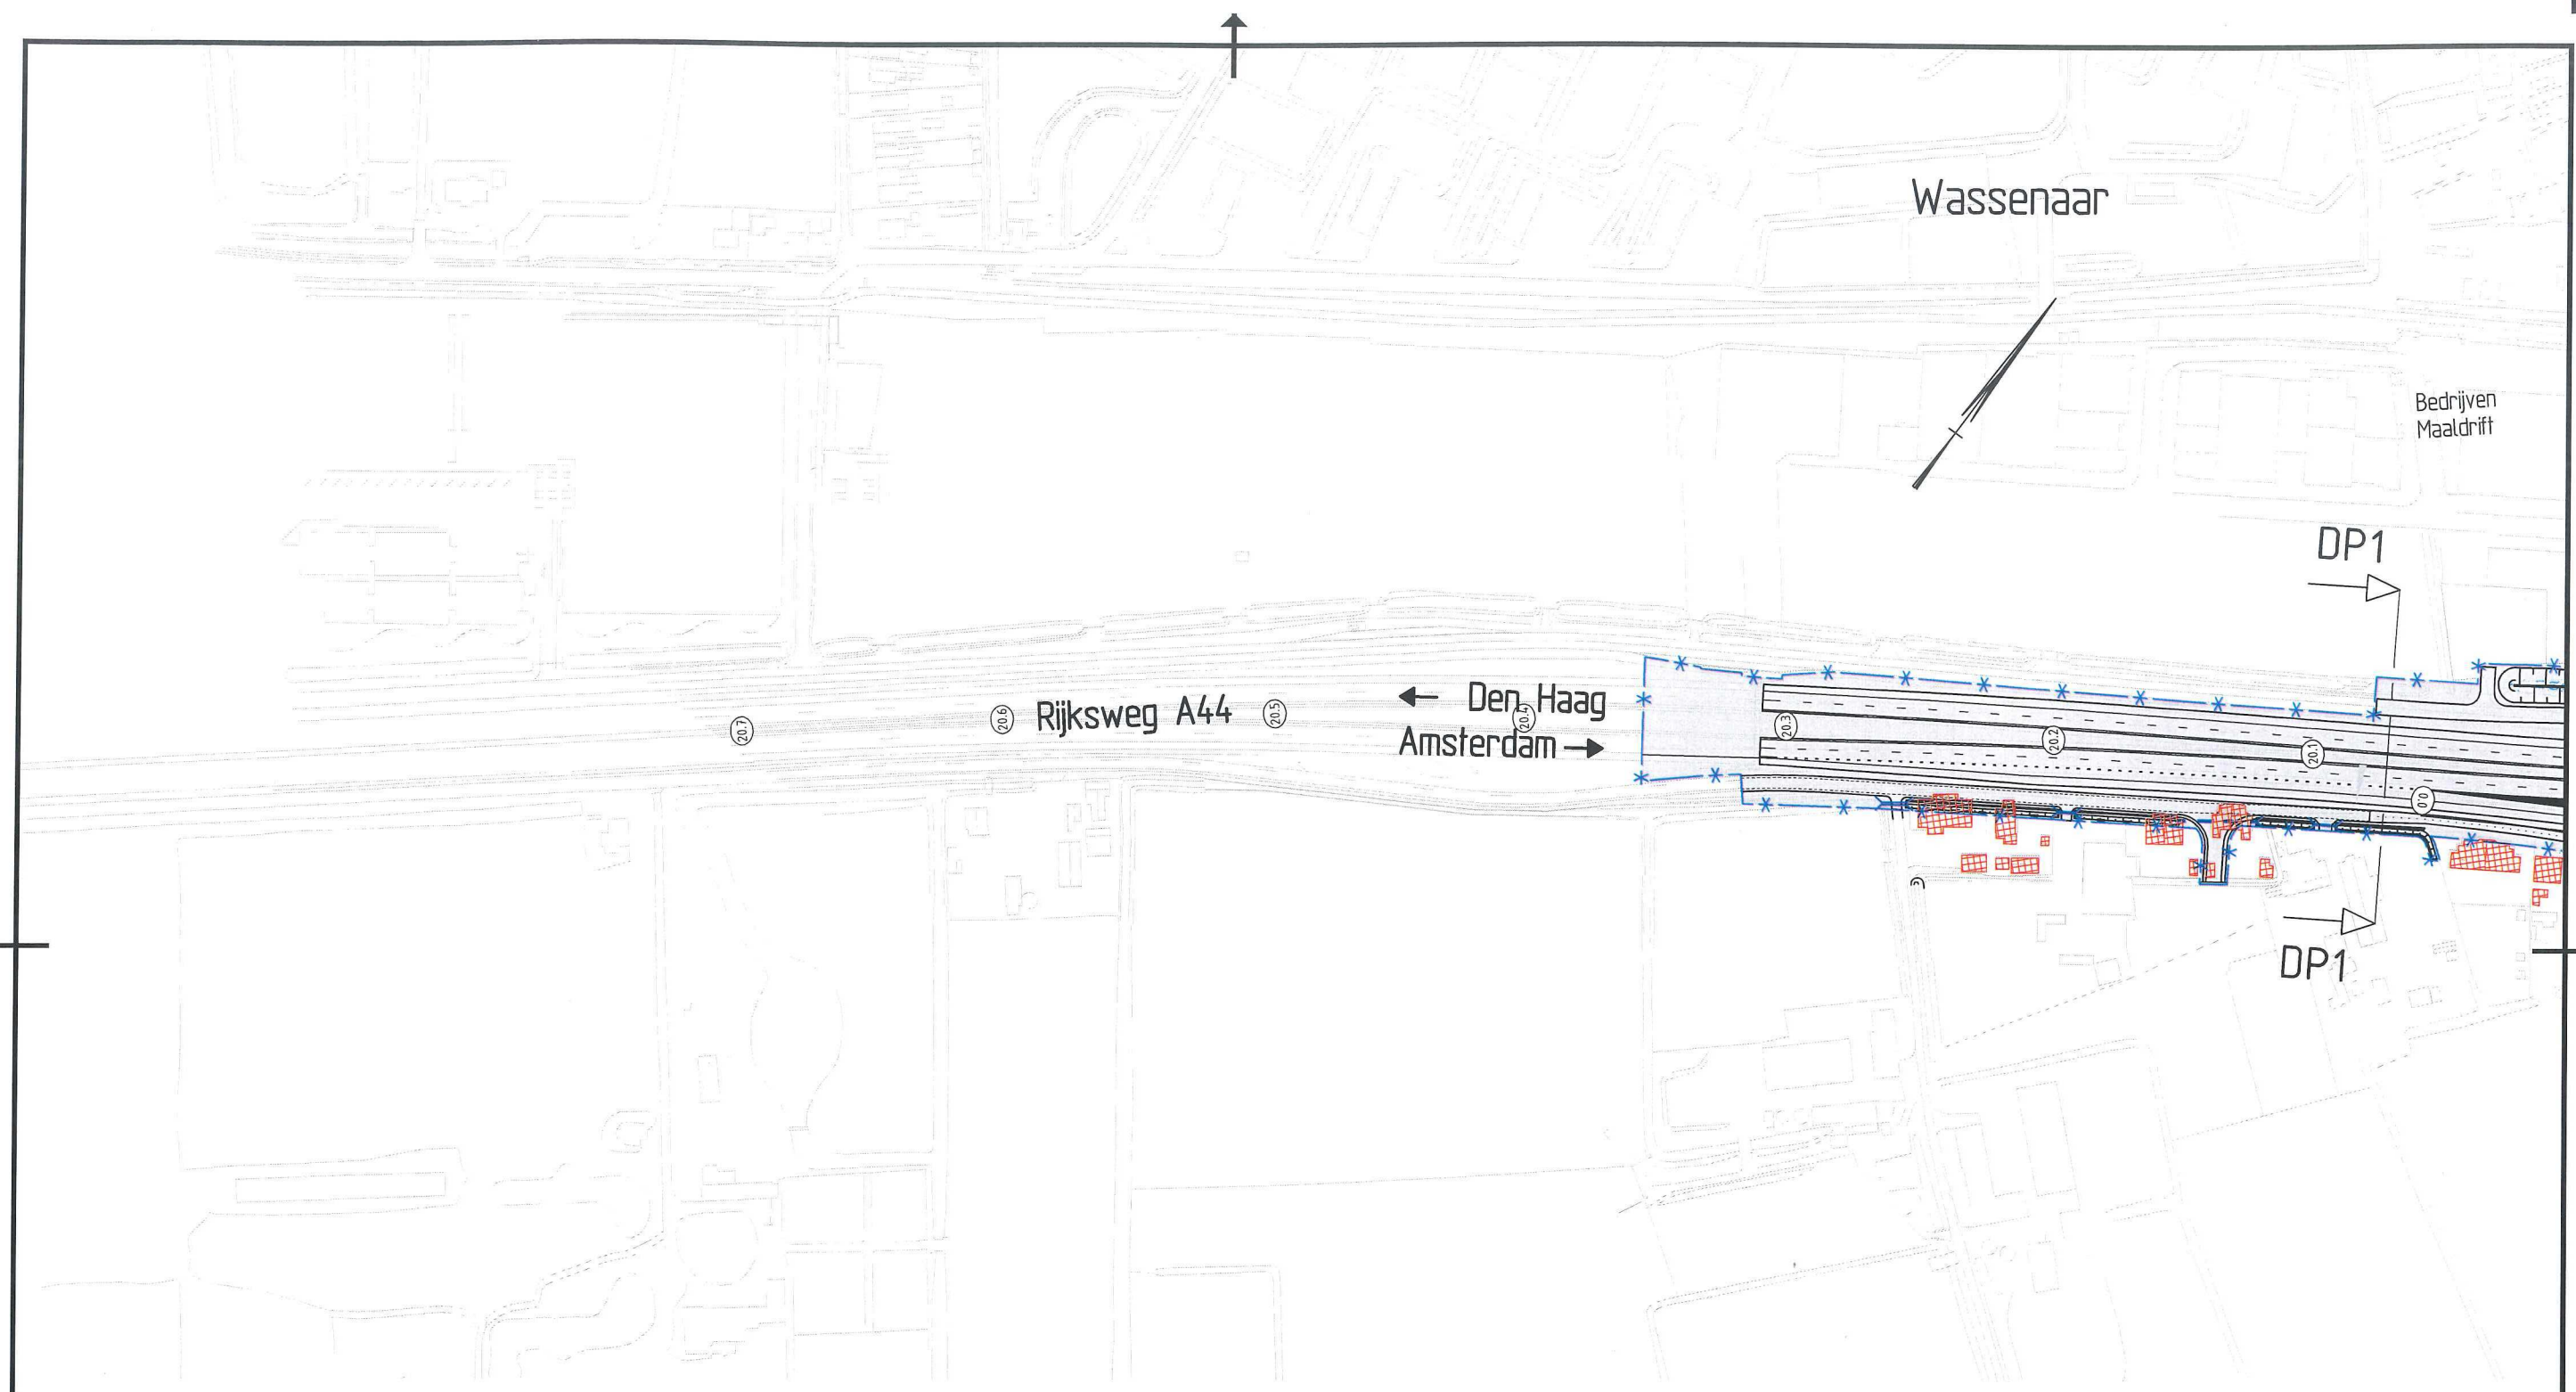 Wassenaar
Bedrijven
Maaldrift
DP1
← Den Haag
Rijksweg A44
Amsterdam →
20.7
20.6
20.5
20.4
20.3
20.2
20.1
0.0
DP1